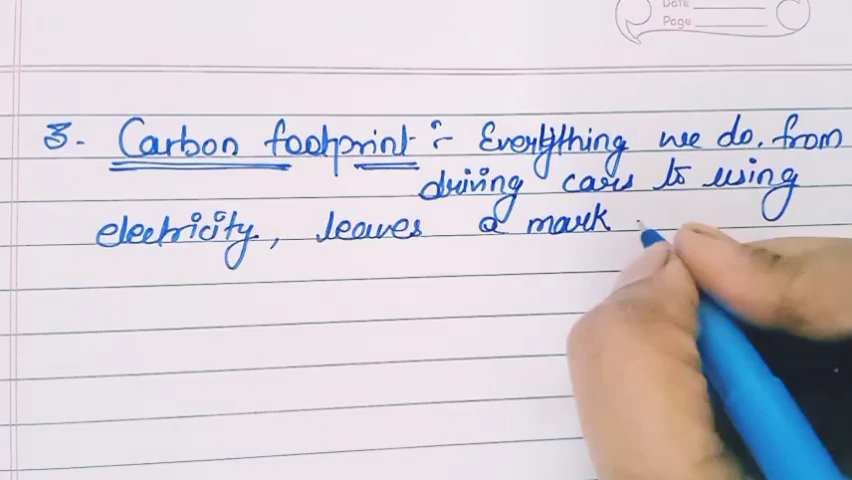 Date
Page
3. Carbon footprint :- Everything we do, from
driving cars to using
electricity, leaves a mark